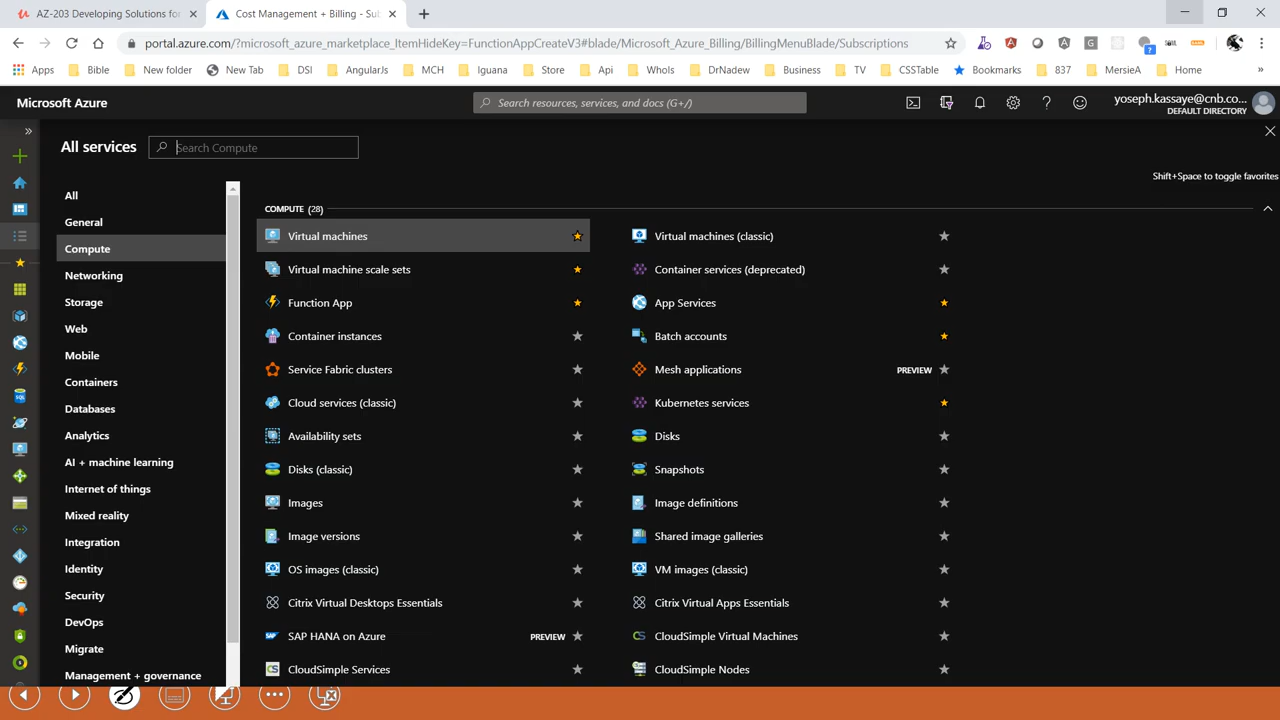 AZ-203 Developing Solutions for
Cost Management + Billing - Su
portal.azure.com/?microsoft_azure_marketplace_ItemHideKey=FunctionAppCreateV3#blade/Microsoft_Azure_Billing/BillingMenuBlade/Subscriptions
Apps Bible New folder New Tab DSI AngularJs MCH Iguana Store Api WhoIs DrNadew Business TV CSSTable Bookmarks 837 MersieA Home »
Microsoft Azure
Search resources, services, and docs (G+/)
yoseph.kassaye@cnb.co...
DEFAULT DIRECTORY
All services
Search Compute
Shift+Space to toggle favorites
All
General
Compute
Networking
Storage
Web
Mobile
Containers
Databases
Analytics
AI + machine learning
Internet of things
Mixed reality
Integration
Identity
Security
DevOps
Migrate
Management + governance
COMPUTE (28)
Virtual machines
Virtual machines (classic)
Virtual machine scale sets
Container services (deprecated)
Function App
App Services
Container instances
Batch accounts
Service Fabric clusters
Mesh applications PREVIEW
Cloud services (classic)
Kubernetes services
Availability sets
Disks
Disks (classic)
Snapshots
Images
Image definitions
Image versions
Shared image galleries
OS images (classic)
VM images (classic)
Citrix Virtual Desktops Essentials
Citrix Virtual Apps Essentials
SAP HANA on Azure PREVIEW
CloudSimple Virtual Machines
CloudSimple Services
CloudSimple Nodes